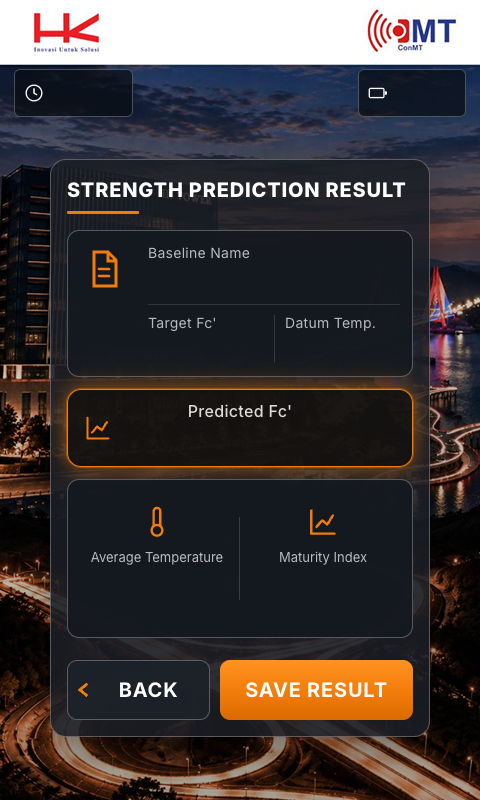 HK
Inovasi Untuk Solusi
MT
ConMT
STRENGTH PREDICTION RESULT
Baseline Name
Target Fc'
Datum Temp.
Predicted Fc'
Average Temperature
Maturity Index
BACK
SAVE RESULT